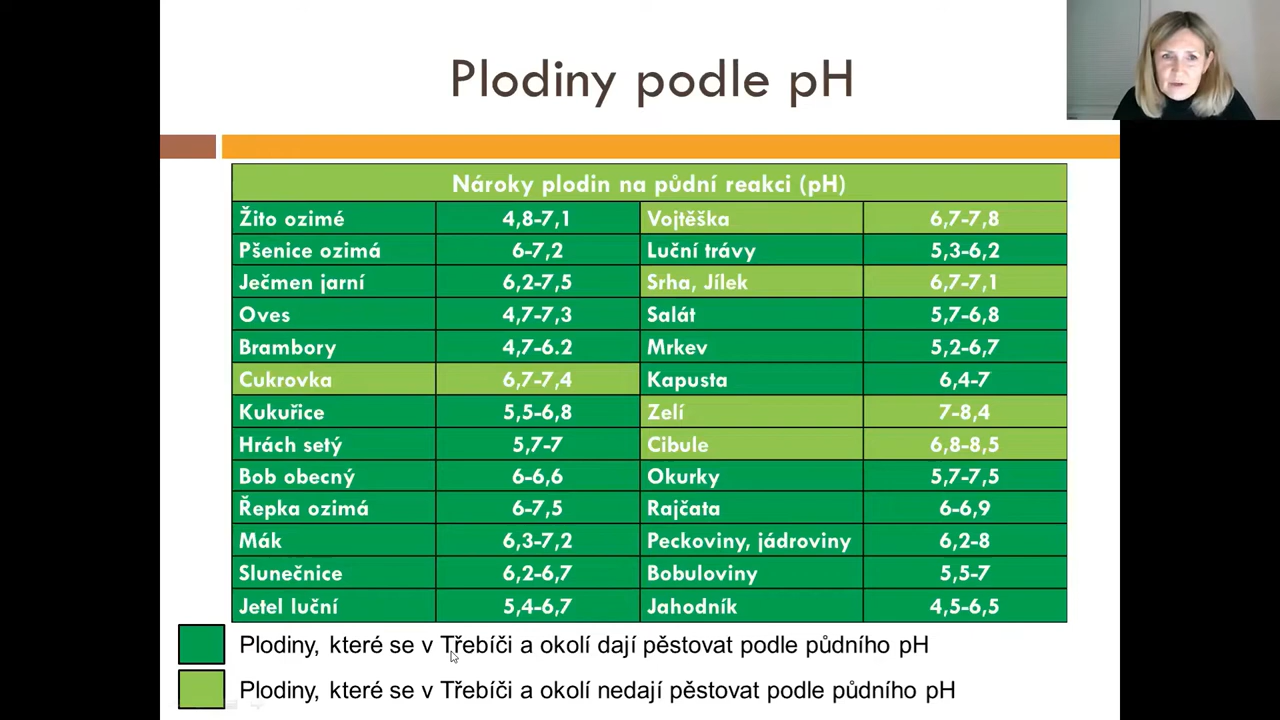 Plodiny podle pH
Nároky plodin na půdní reakci (pH)
Žito ozimé 4,8-7,1 Vojtěška 6,7-7,8
Pšenice ozimá 6-7,2 Luční trávy 5,3-6,2
Ječmen jarní 6,2-7,5 Srha, Jílek 6,7-7,1
Oves 4,7-7,3 Salát 5,7-6,8
Brambory 4,7-6.2 Mrkev 5,2-6,7
Cukrovka 6,7-7,4 Kapusta 6,4-7
Kukuřice 5,5-6,8 Zelí 7-8,4
Hrách setý 5,7-7 Cibule 6,8-8,5
Bob obecný 6-6,6 Okurky 5,7-7,5
Řepka ozimá 6-7,5 Rajčata 6-6,9
Mák 6,3-7,2 Peckoviny, jádroviny 6,2-8
Slunečnice 6,2-6,7 Bobuloviny 5,5-7
Jetel luční 5,4-6,7 Jahodník 4,5-6,5
Plodiny, které se v Třebíči a okolí dají pěstovat podle půdního pH
Plodiny, které se v Třebíči a okolí nedají pěstovat podle půdního pH